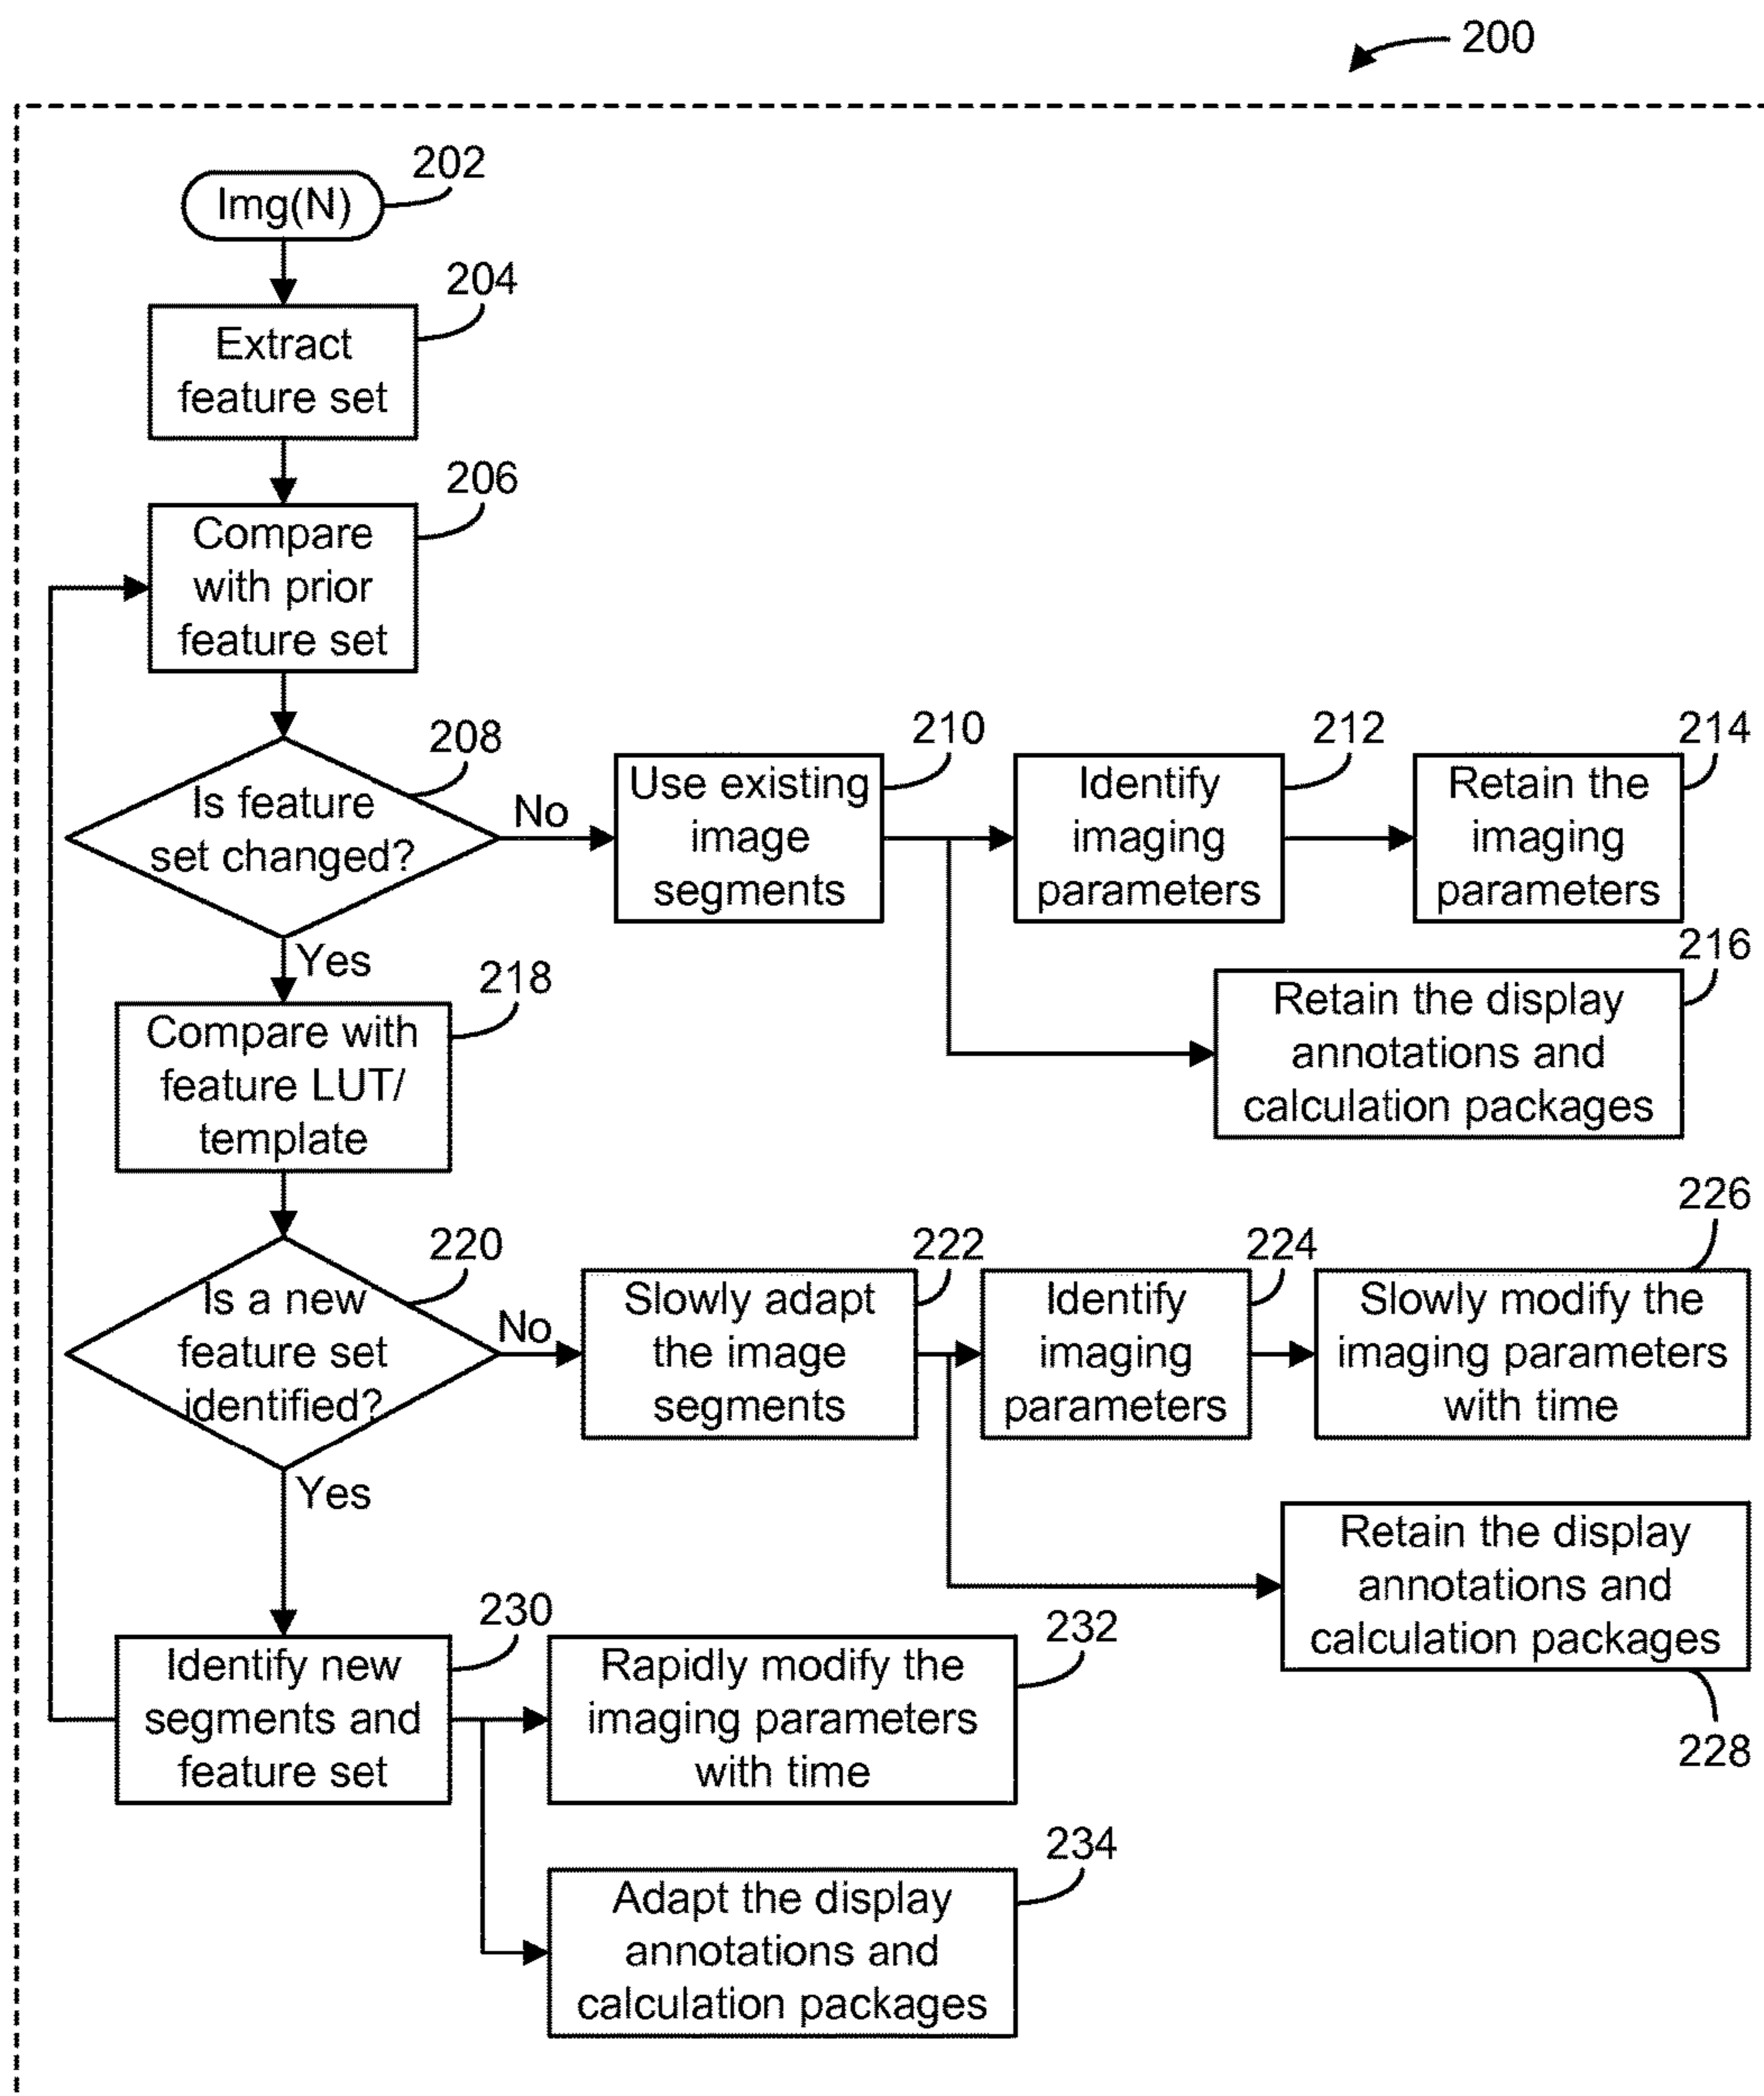 200
202
Img(N)
204
Extract
feature set
206
Compare
with prior
feature set
208
Is feature
set changed?
No
Yes
210
Use existing
image
segments
212
Identify
imaging
parameters
214
Retain the
imaging
parameters
216
Retain the display
annotations and
calculation packages
218
Compare with
feature LUT/
template
220
Is a new
feature set
identified?
No
Yes
222
Slowly adapt
the image
segments
224
Identify
imaging
parameters
226
Slowly modify the
imaging parameters
with time
Retain the display
annotations and
calculation packages
228
230
Identify new
segments and
feature set
232
Rapidly modify the
imaging parameters
with time
234
Adapt the display
annotations and
calculation packages